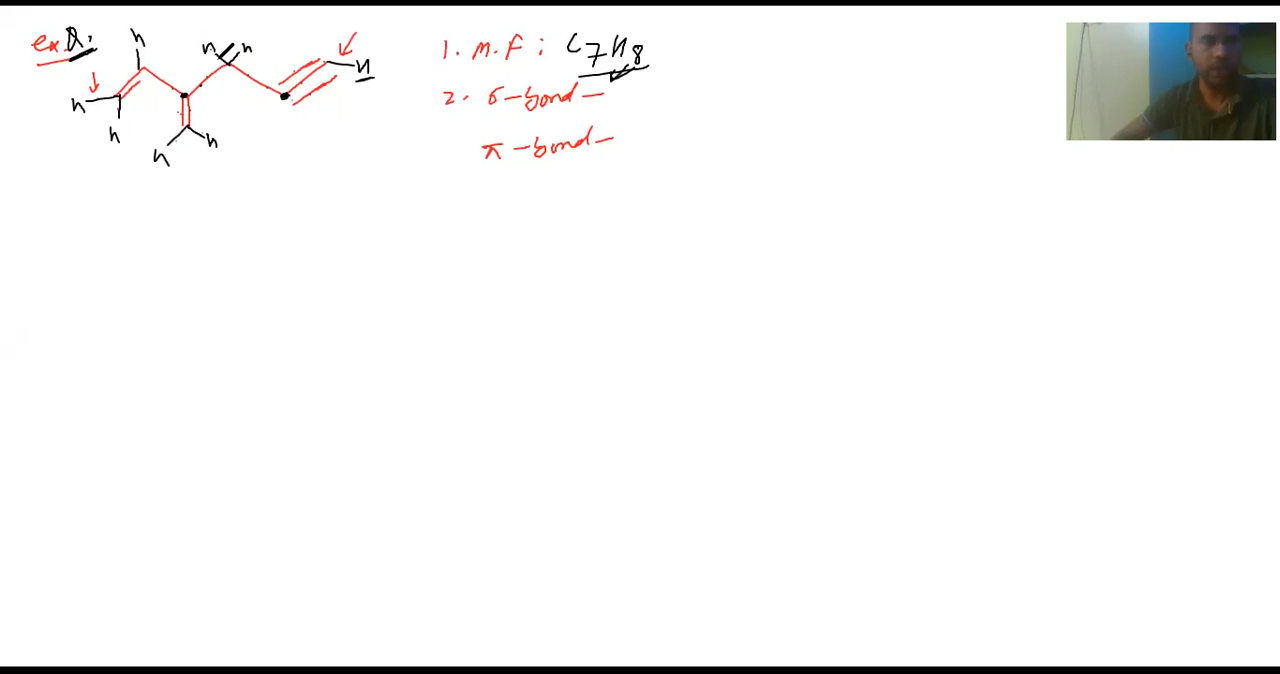 ex Q.
H H H H H H H H
1. M.F : C7H8
2. σ-bond-
π-bond-